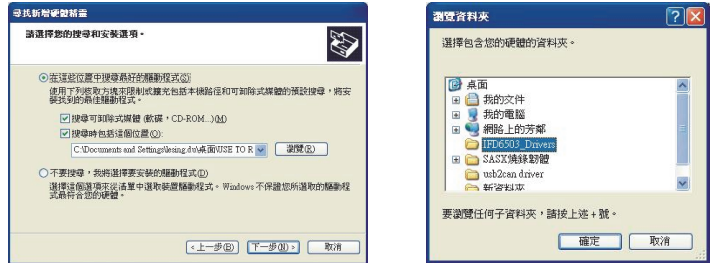 尋找新增硬體精靈
請選擇您的搜尋和安裝選項。
在這些位置中搜尋最好的驅動程式(S)
使用下列核取方塊來限制或擴充包括本機路徑和可卸除式媒體的預設搜尋，將安
裝找到的最佳驅動程式。
搜尋可卸除式媒體 (軟碟，CD-ROM...)(M)
搜尋時包括這個位置(O):
C:\Documents and Settings\lesing.du\桌面\USE TO R
瀏覽(R)
不要搜尋，我將選擇要安裝的驅動程式(D)
選擇這個選項來從清單中選取裝置驅動程式。Windows 不保證您所選取的驅動程
式最符合您的硬體。
<上一步(B)
下一步(N)>
取消
瀏覽資料夾
選擇包含您的硬體的資料夾。
桌面
我的文件
我的電腦
網路上的芳鄰
IFD6503_Drivers
SASX燒錄韌體
usb2can driver
新資料夾
要瀏覽任何子資料夾，請按上述 + 號。
確定
取消